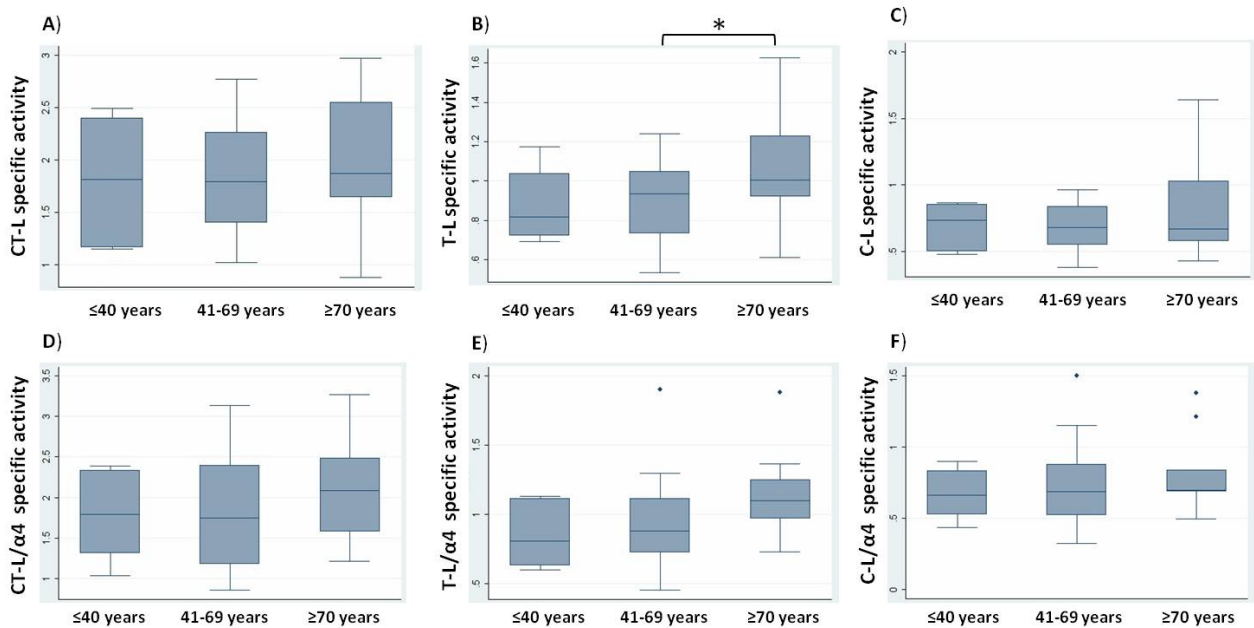 A)
CT-L specific activity
3
2.5
2
1.5
1
≤40 years
41-69 years
≥70 years
B)
*
T-L specific activity
1.6
1.4
1.2
1
.8
.6
≤40 years
41-69 years
≥70 years
C)
C-L specific activity
2
1.5
1
.5
≤40 years
41-69 years
≥70 years
D)
CT-L/α4 specific activity
3.5
3
2.5
2
1.5
1
≤40 years
41-69 years
≥70 years
E)
T-L/α4 specific activity
2
1.5
1
.5
≤40 years
41-69 years
≥70 years
F)
C-L/α4 specific activity
1.5
1
.5
0
≤40 years
41-69 years
≥70 years